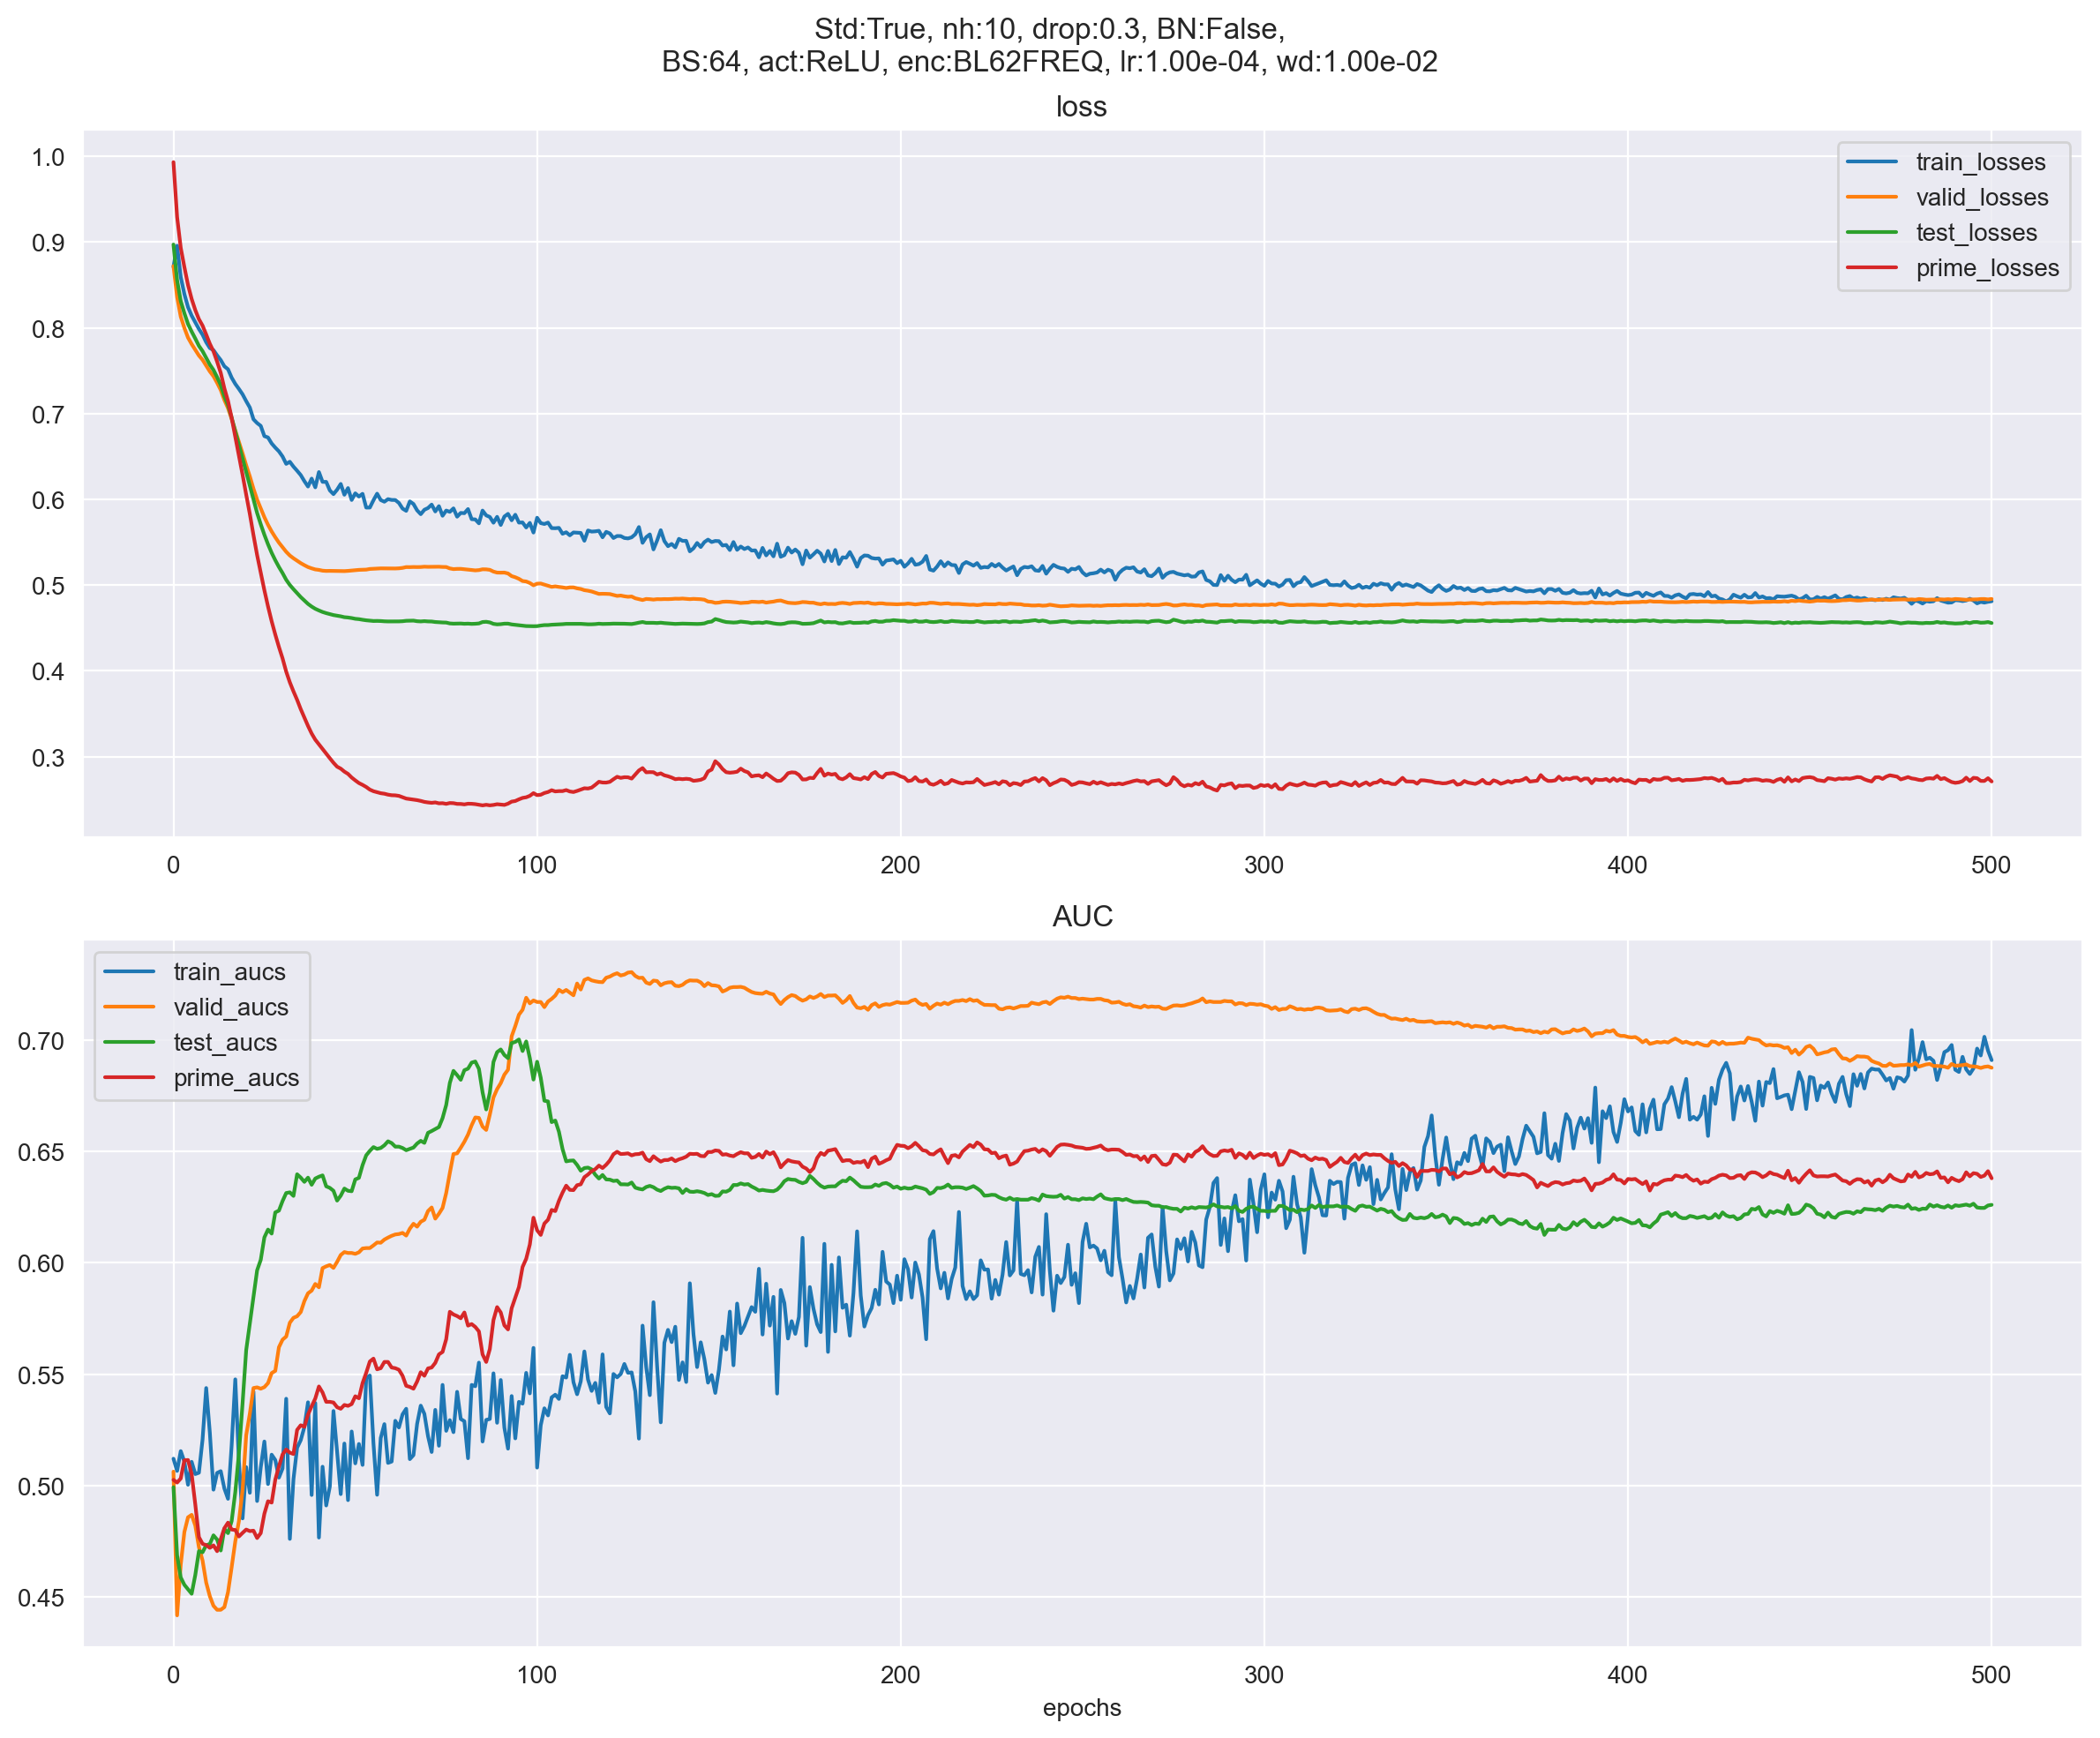 Std:True, nh:10, drop:0.3, BN:False,
BS:64, act:ReLU, enc:BL62FREQ, lr:1.00e-04, wd:1.00e-02
loss
1.0
0.9
0.8
0.7
0.6
0.5
0.4
0.3
train_losses
valid_losses
test_losses
prime_losses
0 100 200 300 400 500
AUC
train_aucs
valid_aucs
test_aucs
prime_aucs
0.70
0.65
0.60
0.55
0.50
0.45
0 100 200 300 400 500
epochs